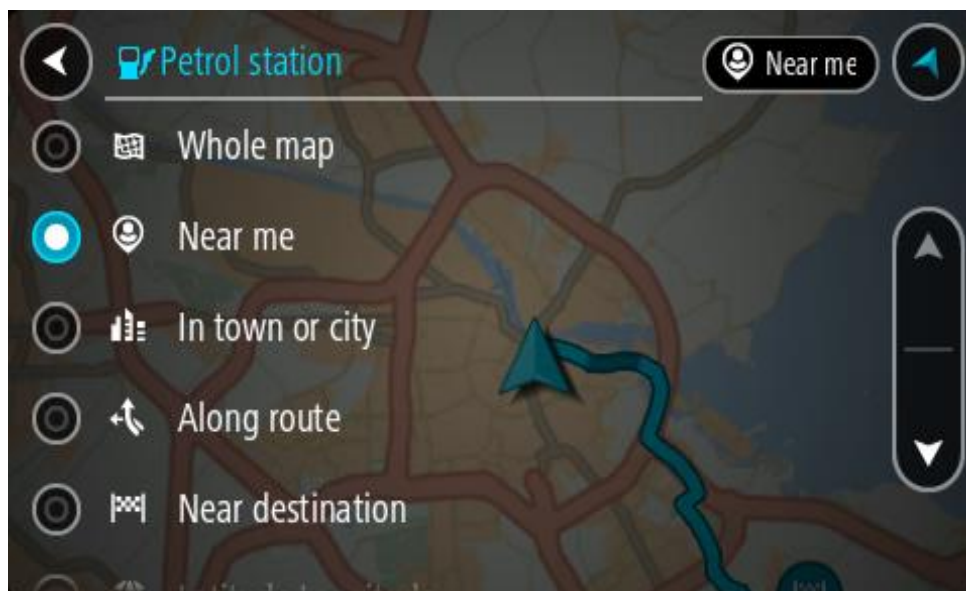 Petrol station
Near me
Whole map
Near me
In town or city
Along route
Near destination